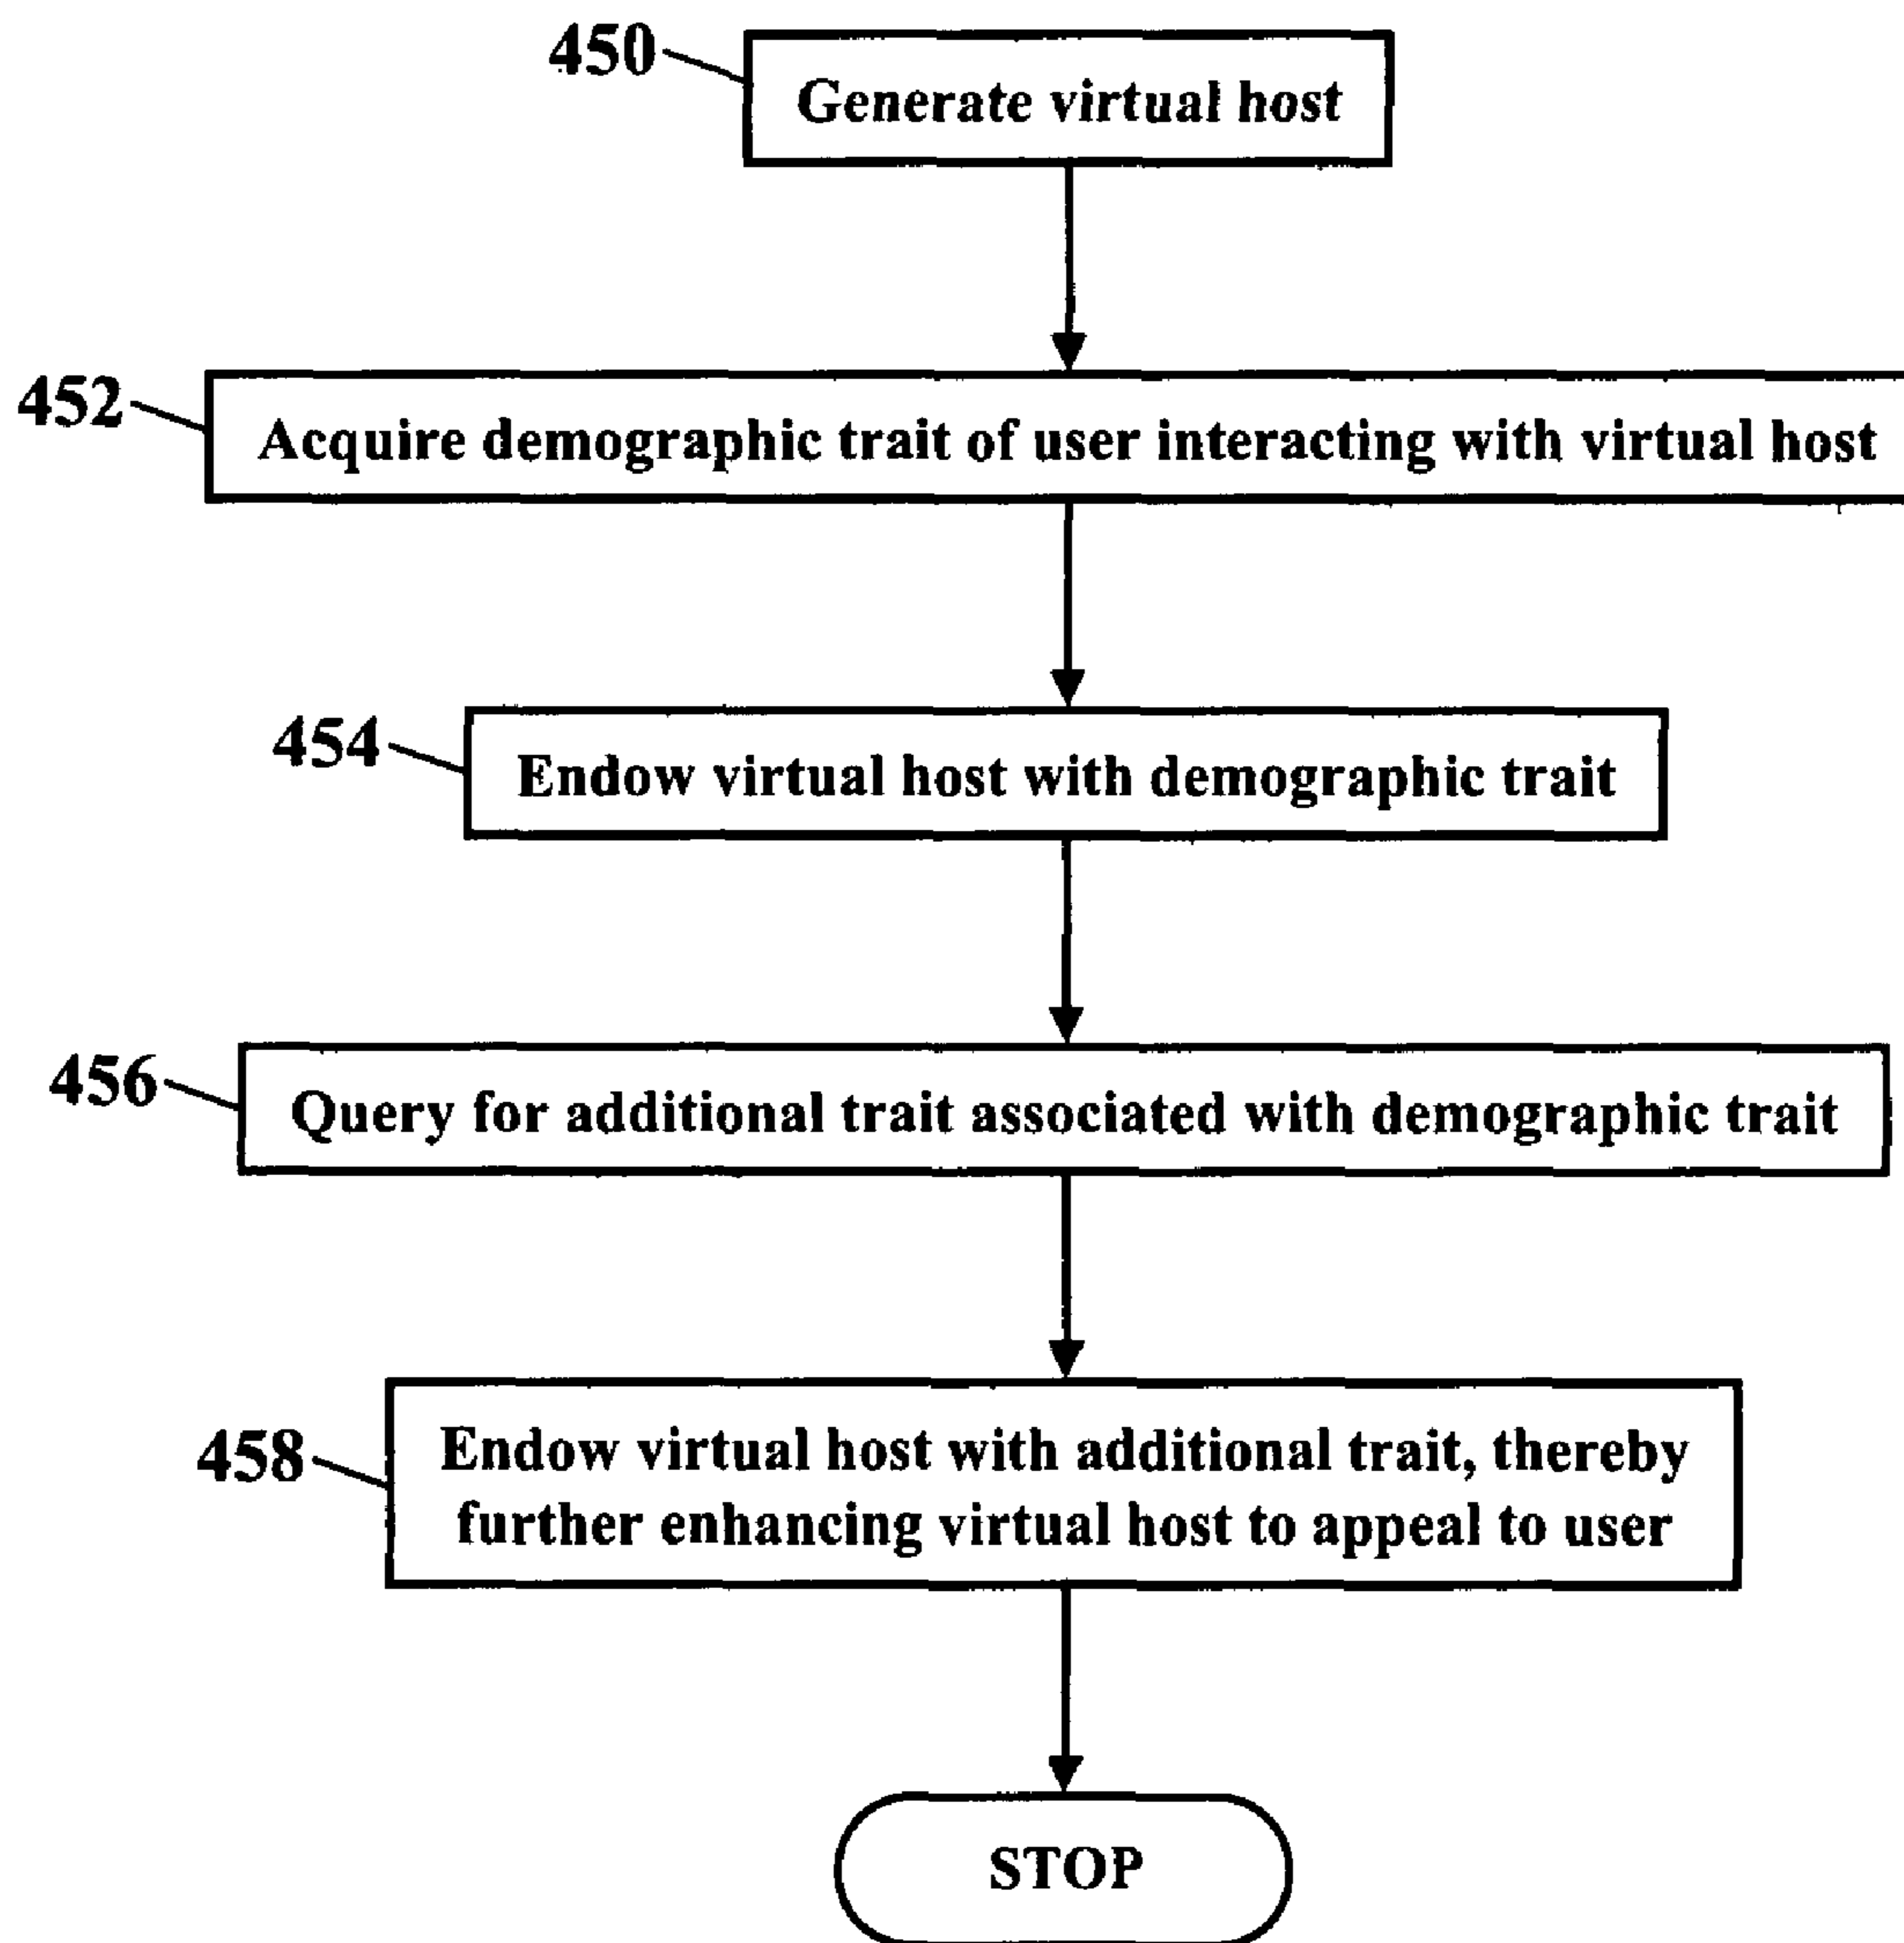 450
Generate virtual host
452
Acquire demographic trait of user interacting with virtual host
454
Endow virtual host with demographic trait
456
Query for additional trait associated with demographic trait
458
Endow virtual host with additional trait, thereby
further enhancing virtual host to appeal to user
STOP